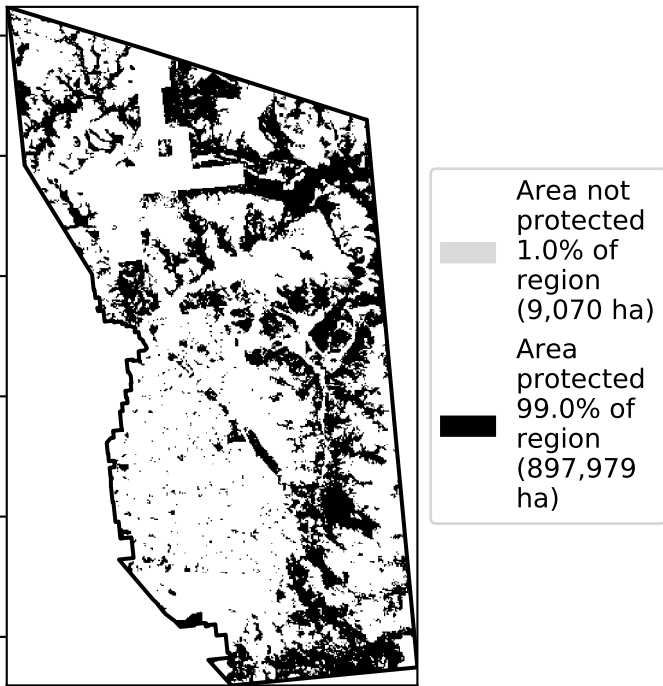 Area not
protected
1.0% of
region
(9,070 ha)
Area
protected
99.0% of
region
(897,979
ha)